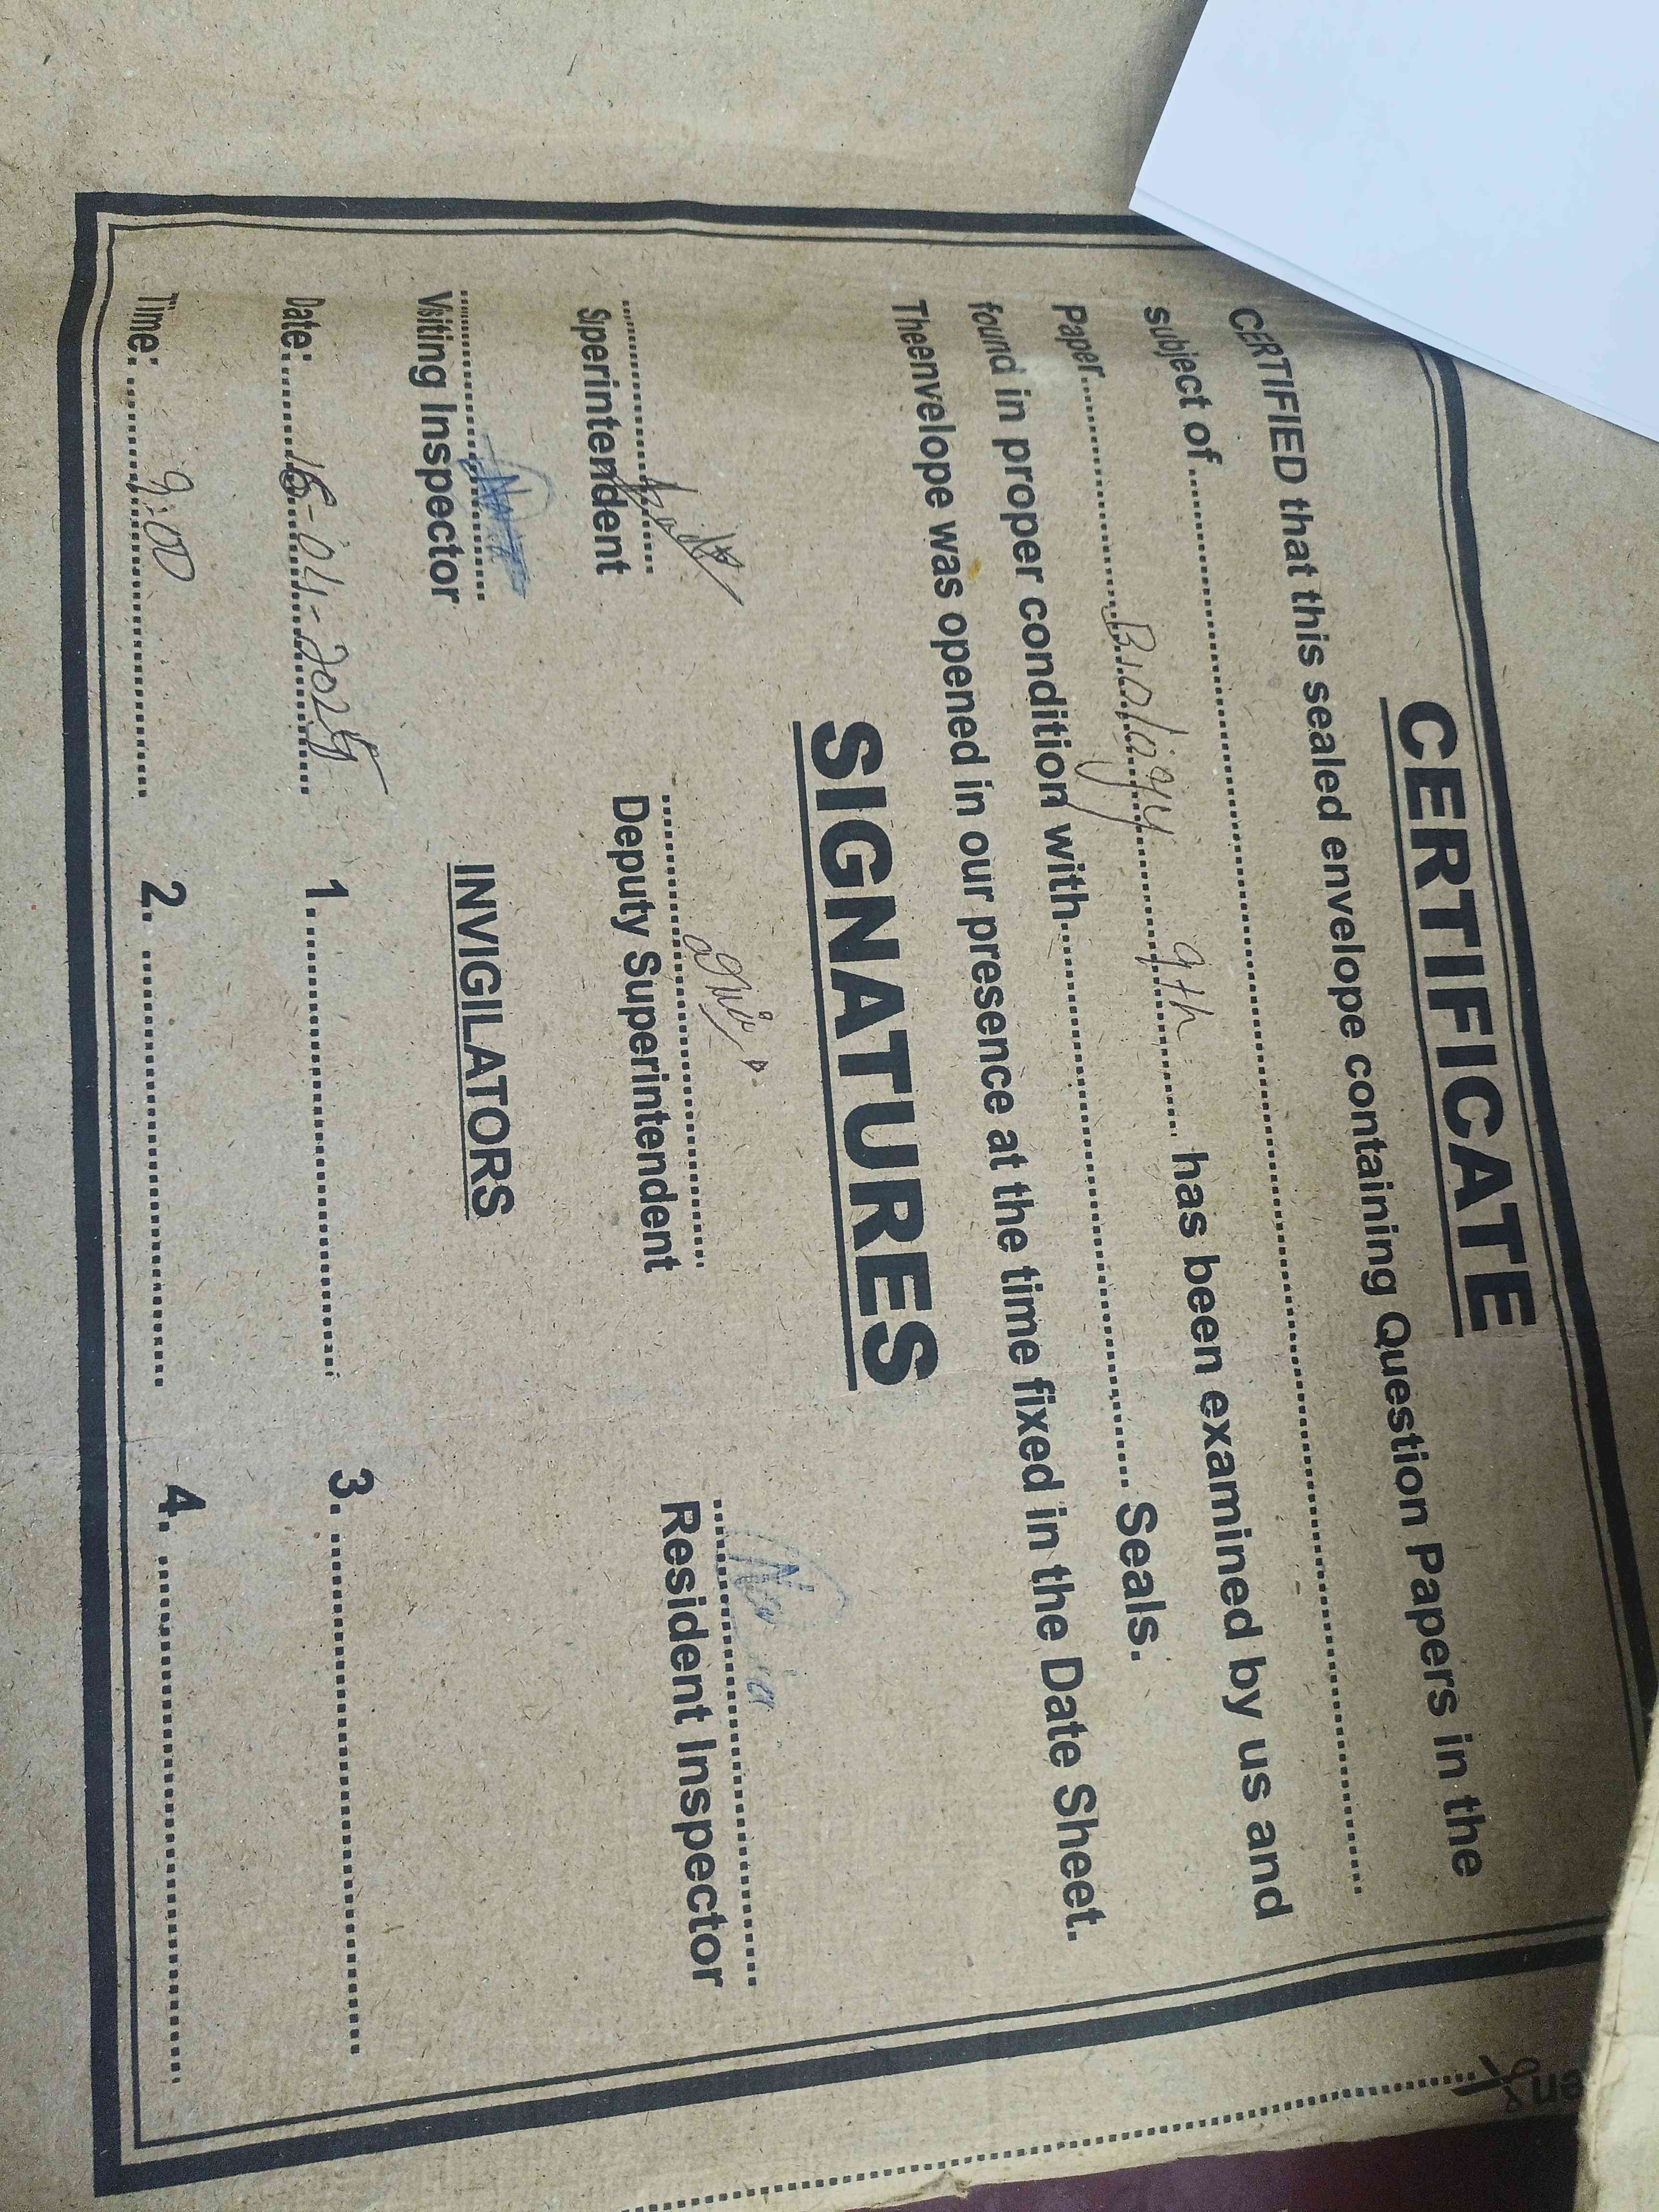 CERTIFICATE
CERTIFIED that this sealed envelope containing Question Papers in the
subject of....................
Paper.......... Biology 9th .......... has been examined by us and
found in proper condition with.................... Seals.
Theenvelope was opened in our presence at the time fixed in the Date Sheet.
SIGNATURES
Siperintendent Deputy Superintendent Resident Inspector
Visiting Inspector INVIGILATORS
Date: -04-2025 1. .................... 3. ....................
Time: 9:00 2. .................... 4. ....................